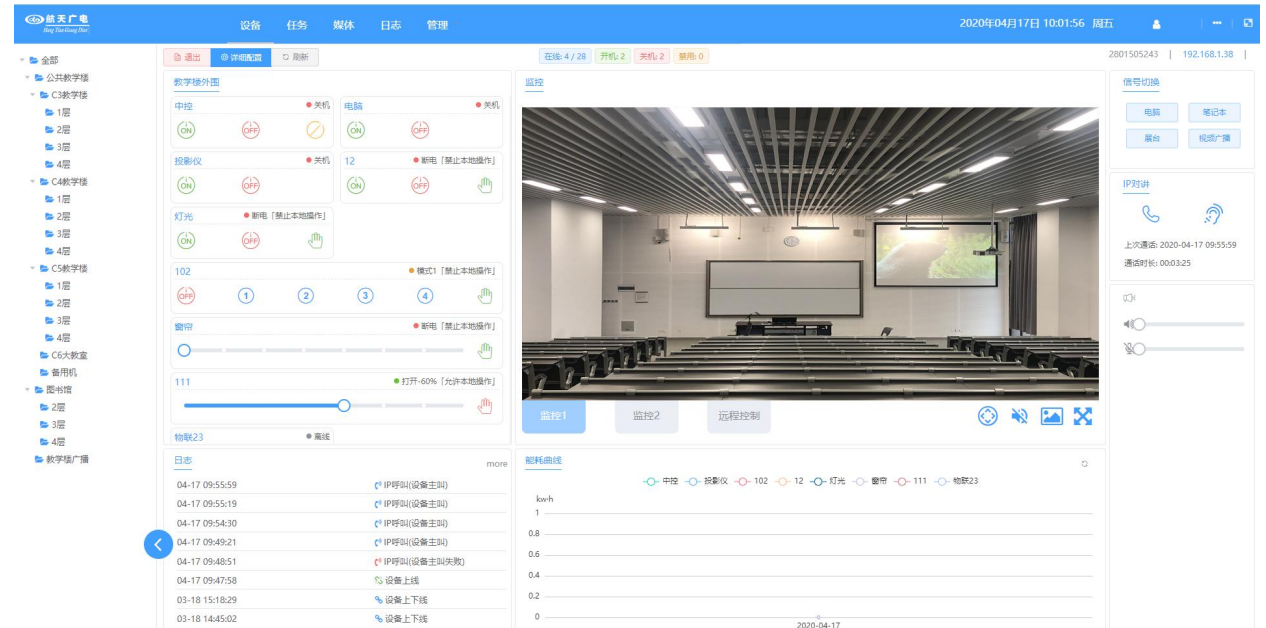 航天广电
Hang Tian Guang Dian
设备 任务 媒体 日志 管理
2020年04月17日 10:01:56 周五
全部
公共教学楼
C3教学楼
1层
2层
3层
4层
C4教学楼
1层
2层
3层
4层
C5教学楼
1层
2层
3层
4层
C6大教室
备用机
图书馆
2层
3层
4层
教学楼广播
退出 详细配置 刷新
在线: 4 / 28 开机: 2 关机: 2 禁用: 0
2801505243 | 192.168.1.38 |
教学楼外围
中控 关机
ON OFF
电脑 关机
ON OFF
投影仪 关机
ON OFF
12 断电「禁止本地操作」
ON OFF
灯光 断电「禁止本地操作」
ON OFF
102 模式1「禁止本地操作」
OFF 1 2 3 4
窗帘 断电「禁止本地操作」
111 打开-60%「允许本地操作」
物联23 离线
监控
监控1 监控2 远程控制
信号切换
电脑 笔记本
展台 视频广播
IP对讲
上次通话: 2020-04-17 09:55:59
通话时长: 00:03:25
日志 more
04-17 09:55:59 IP呼叫(设备主叫)
04-17 09:55:19 IP呼叫(设备主叫)
04-17 09:54:30 IP呼叫(设备主叫)
04-17 09:49:21 IP呼叫(设备主叫)
04-17 09:48:51 IP呼叫(设备主叫失败)
04-17 09:47:58 设备上线
03-18 15:18:29 设备上下线
03-18 14:45:02 设备上下线
能耗曲线
中控 投影仪 102 12 灯光 窗帘 111 物联23
kw·h
1
0.8
0.6
0.4
0.2
0
2020-04-17